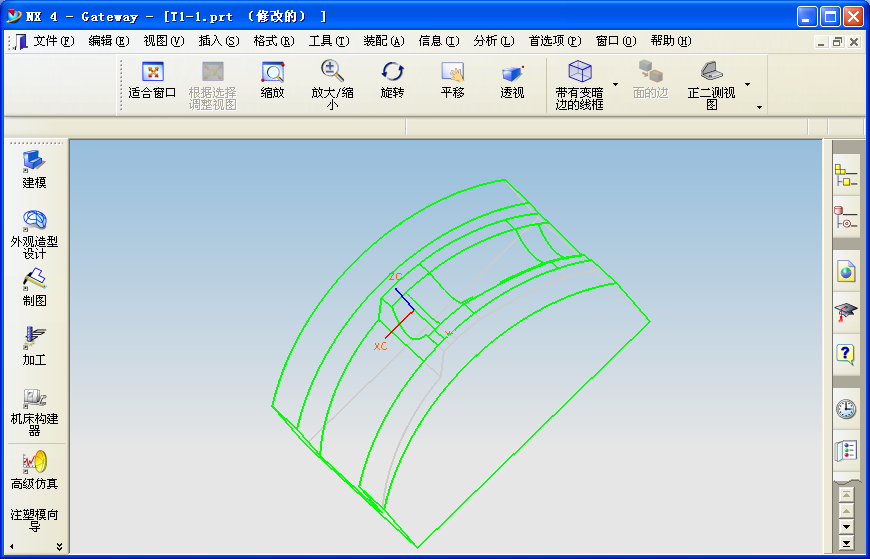 NX 4 - Gateway - [T1-1.prt （修改的） ]
文件(F) 编辑(E) 视图(V) 插入(S) 格式(R) 工具(T) 装配(A) 信息(I) 分析(L) 首选项(P) 窗口(O) 帮助(H)
适合窗口 根据选择 缩放 放大/缩 旋转 平移 透视 带有变暗 面的边 正二测视
调整视图 小 边的线框 图
建模
外观造型
设计
制图
加工
机床构建
器
高级仿真
注塑模向
导
ZC
XC